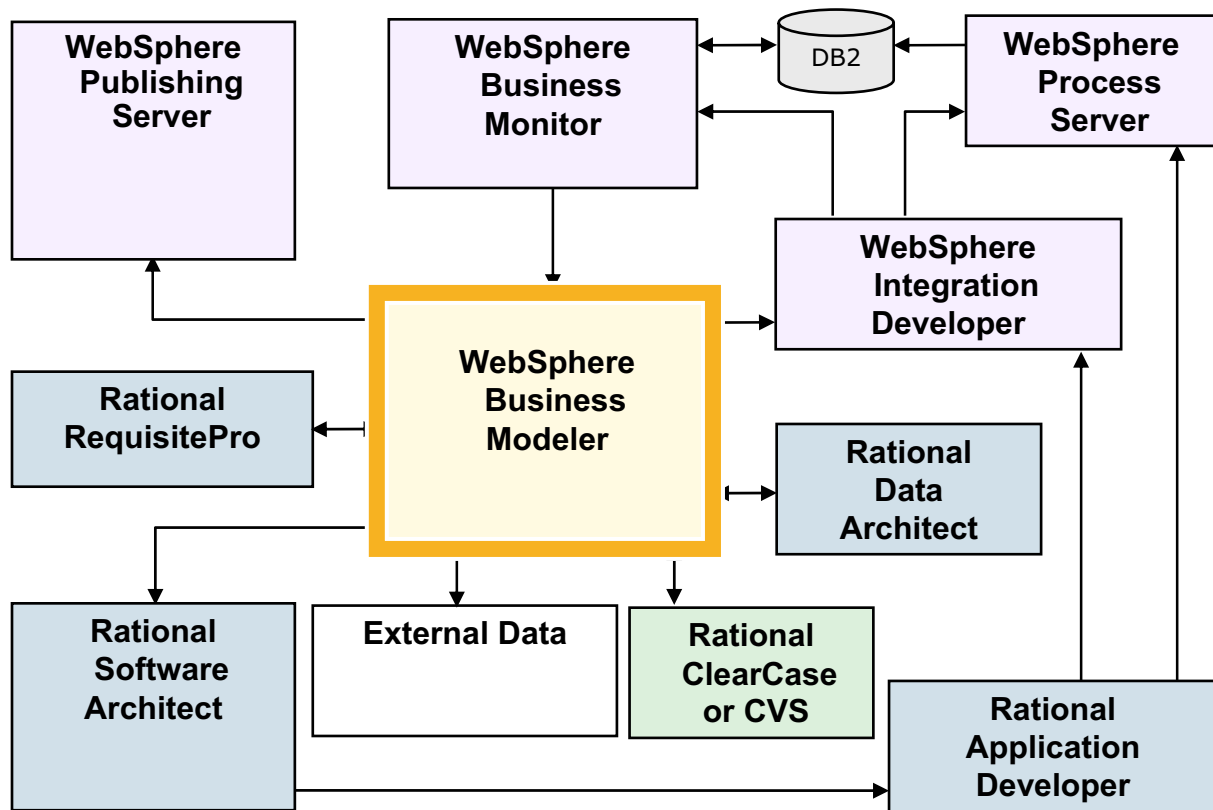 WebSphere
Publishing
Server
WebSphere
Business
Monitor
DB2
WebSphere
Process
Server
WebSphere
Integration
Developer
WebSphere
Business
Modeler
Rational
RequisitePro
Rational
Data
Architect
Rational
Software
Architect
External Data
Rational
ClearCase
or CVS
Rational
Application
Developer